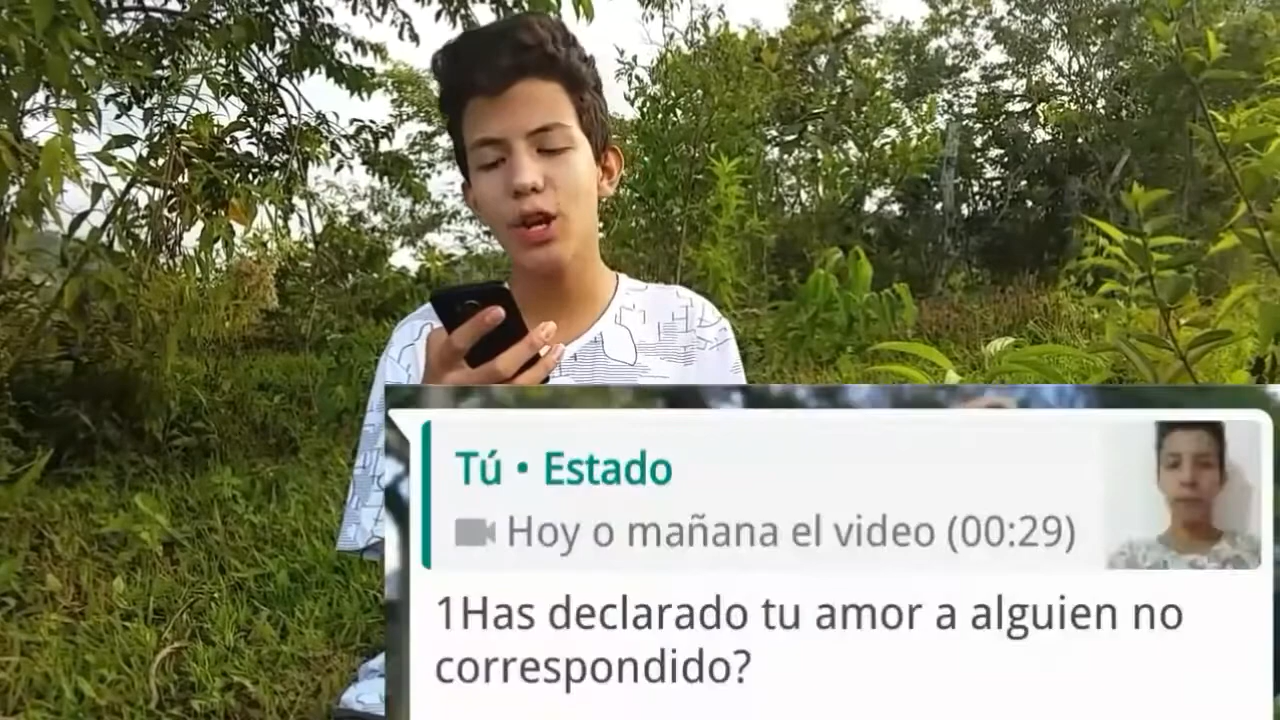 Tú • Estado
Hoy o mañana el video (00:29)
1Has declarado tu amor a alguien no
correspondido?